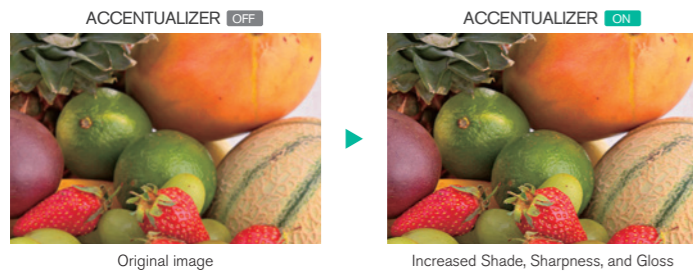 ACCENTUALIZER OFF
ACCENTUALIZER ON
Original image
Increased Shade, Sharpness, and Gloss